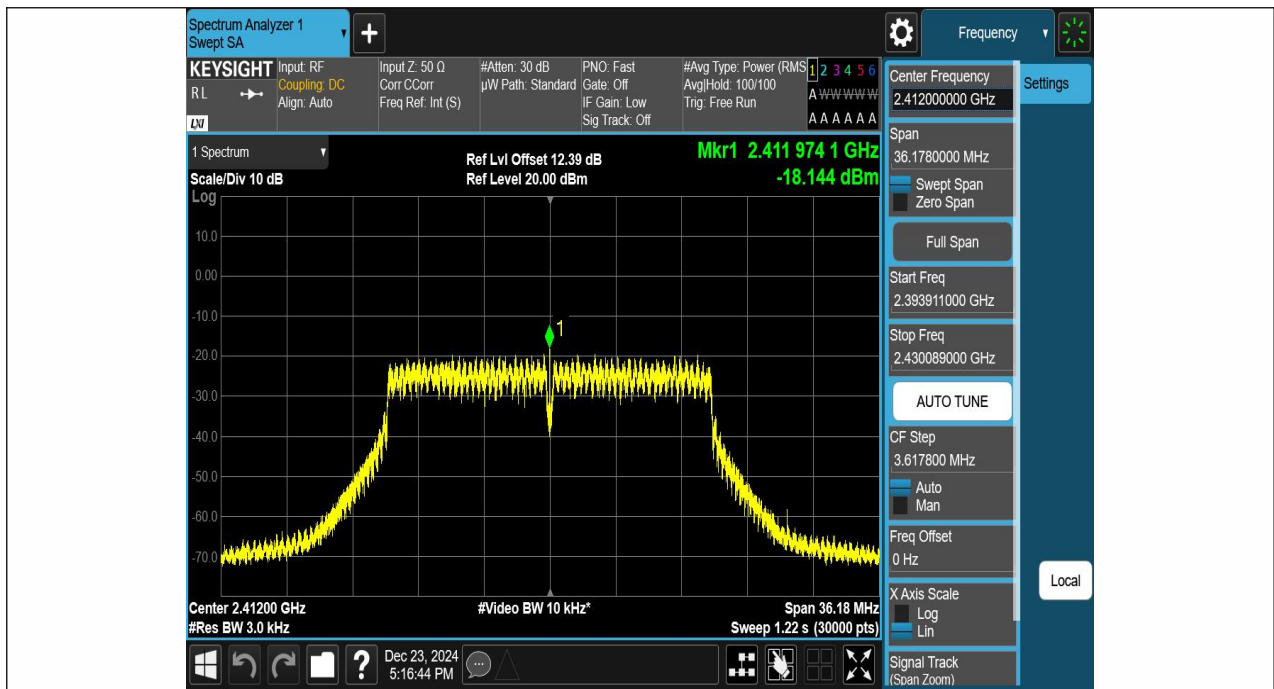 Spectrum Analyzer 1
Swept SA
+
Frequency
KEYSIGHT
R L
LXI
Input: RF
Coupling: DC
Align: Auto
Input Z: 50 Ω
Corr CCorr
Freq Ref: Int (S)
#Atten: 30 dB
µW Path: Standard
PNO: Fast
Gate: Off
IF Gain: Low
Sig Track: Off
#Avg Type: Power (RMS
Avg|Hold: 100/100
Trig: Free Run
1 2 3 4 5 6
A W W W W W
A A A A A A
1 Spectrum
Scale/Div 10 dB
Log
Ref Lvl Offset 12.39 dB
Ref Level 20.00 dBm
Mkr1 2.411 974 1 GHz
-18.144 dBm
10.0
0.00
-10.0
-20.0
-30.0
-40.0
-50.0
-60.0
-70.0
1
Center 2.41200 GHz
#Res BW 3.0 kHz
#Video BW 10 kHz*
Span 36.18 MHz
Sweep 1.22 s (30000 pts)
Center Frequency
2.412000000 GHz
Span
36.1780000 MHz
Swept Span
Zero Span
Full Span
Start Freq
2.393911000 GHz
Stop Freq
2.430089000 GHz
AUTO TUNE
CF Step
3.617800 MHz
Auto
Man
Freq Offset
0 Hz
X Axis Scale
Log
Lin
Signal Track
(Span Zoom)
Settings
Local
?
Dec 23, 2024
5:16:44 PM